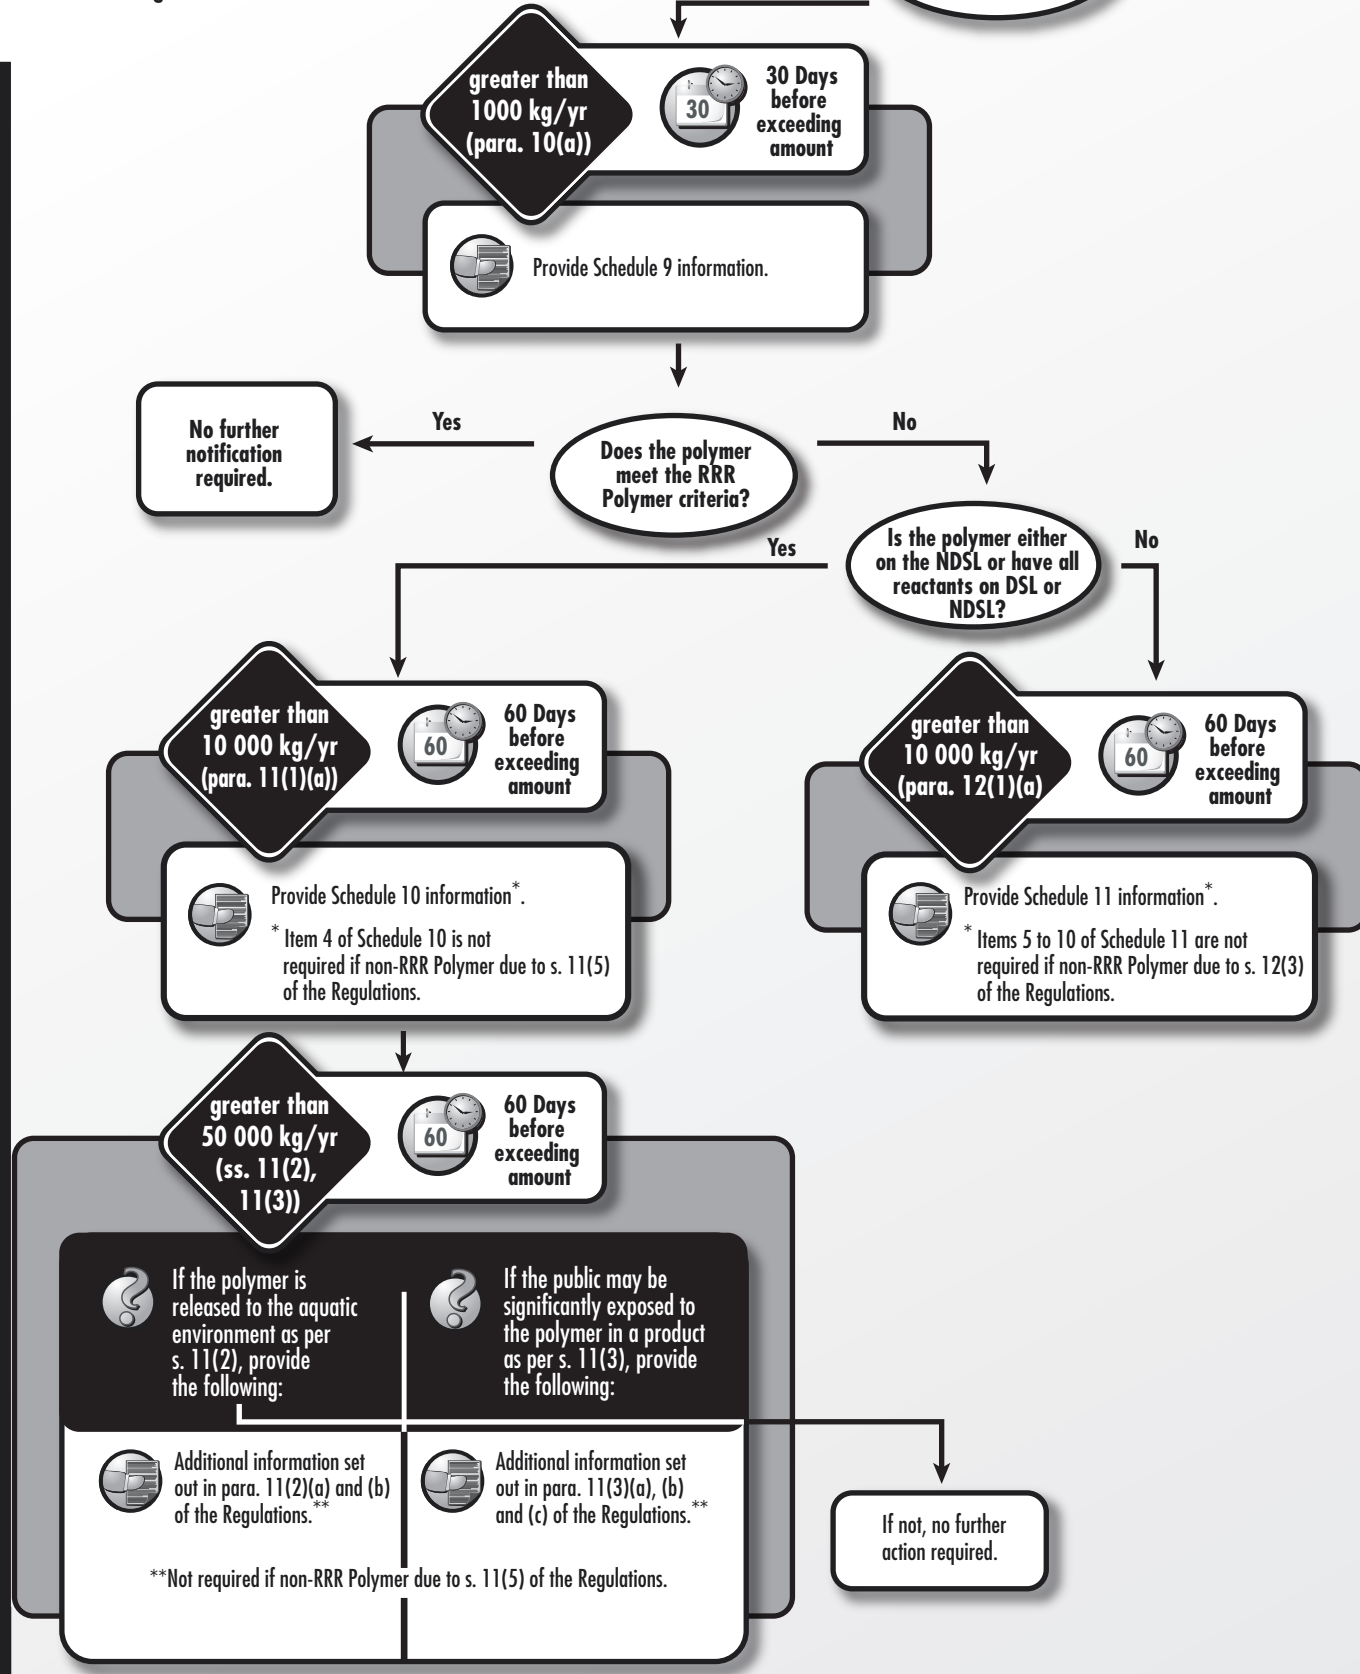 greater than
1000 kg/yr
(para. 10(a))
30
30 Days
before
exceeding
amount
Provide Schedule 9 information.
No further
notification
required.
Yes
Does the polymer
meet the RRR
Polymer criteria?
No
Yes
Is the polymer either
on the NDSL or have all
reactants on DSL or
NDSL?
No
greater than
10 000 kg/yr
(para. 11(1)(a))
60
60 Days
before
exceeding
amount
Provide Schedule 10 information*.
* Item 4 of Schedule 10 is not
required if non-RRR Polymer due to s. 11(5)
of the Regulations.
greater than
10 000 kg/yr
(para. 12(1)(a)
60
60 Days
before
exceeding
amount
Provide Schedule 11 information*.
* Items 5 to 10 of Schedule 11 are not
required if non-RRR Polymer due to s. 12(3)
of the Regulations.
greater than
50 000 kg/yr
(ss. 11(2),
11(3))
60
60 Days
before
exceeding
amount
If the polymer is
released to the aquatic
environment as per
s. 11(2), provide
the following:
If the public may be
significantly exposed to
the polymer in a product
as per s. 11(3), provide
the following:
Additional information set
out in para. 11(2)(a) and (b)
of the Regulations.**
Additional information set
out in para. 11(3)(a), (b)
and (c) of the Regulations.**
**Not required if non-RRR Polymer due to s. 11(5) of the Regulations.
If not, no further
action required.